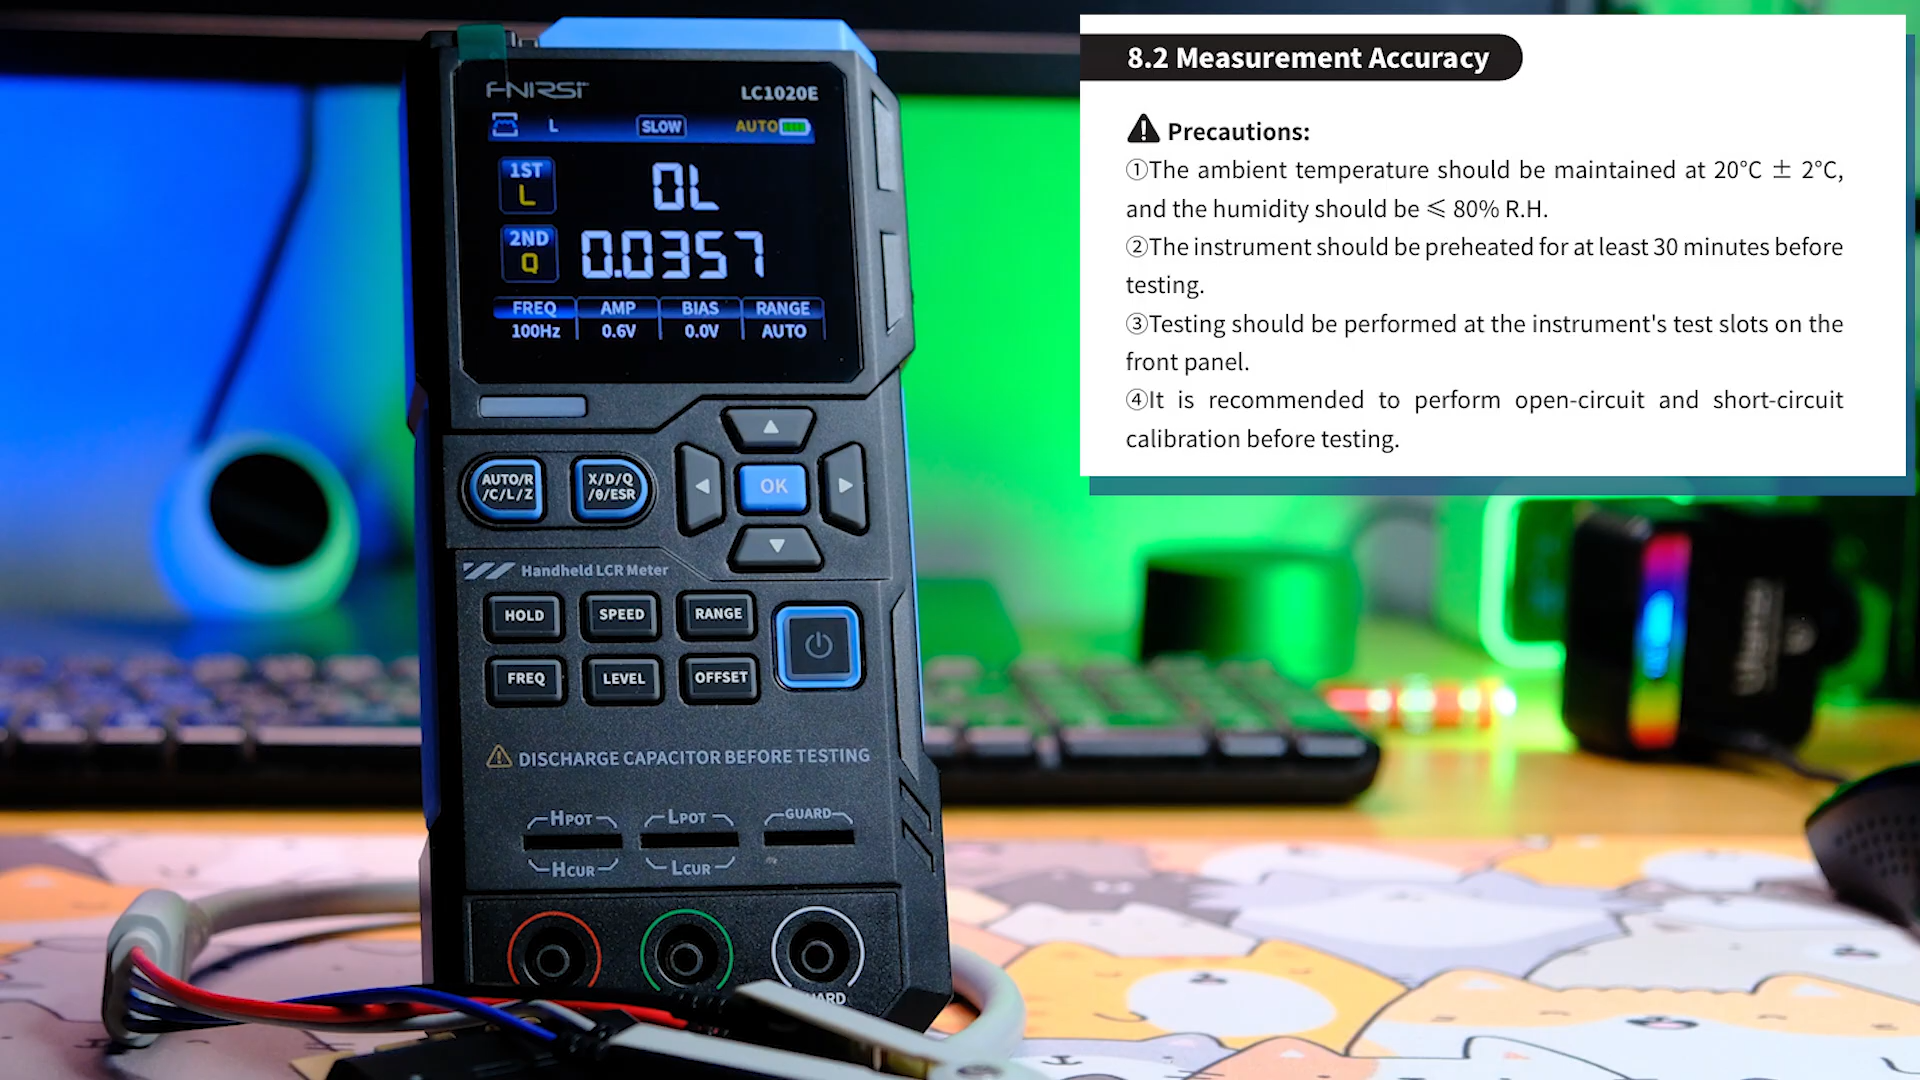 FNIRSI
LC1020E
L SLOW AUTO
1ST
L
OL
2ND
Q
0.0357
FREQ AMP BIAS RANGE
100Hz 0.6V 0.0V AUTO
AUTO/R
/C/L/Z
X/D/Q
/θ/ESR
OK
Handheld LCR Meter
HOLD SPEED RANGE
FREQ LEVEL OFFSET
DISCHARGE CAPACITOR BEFORE TESTING
HPOT LPOT GUARD
HCUR LCUR
8.2 Measurement Accuracy
Precautions:
①The ambient temperature should be maintained at 20°C ± 2°C,
and the humidity should be ⩽ 80% R.H.
②The instrument should be preheated for at least 30 minutes before
testing.
③Testing should be performed at the instrument's test slots on the
front panel.
④It is recommended to perform open-circuit and short-circuit
calibration before testing.